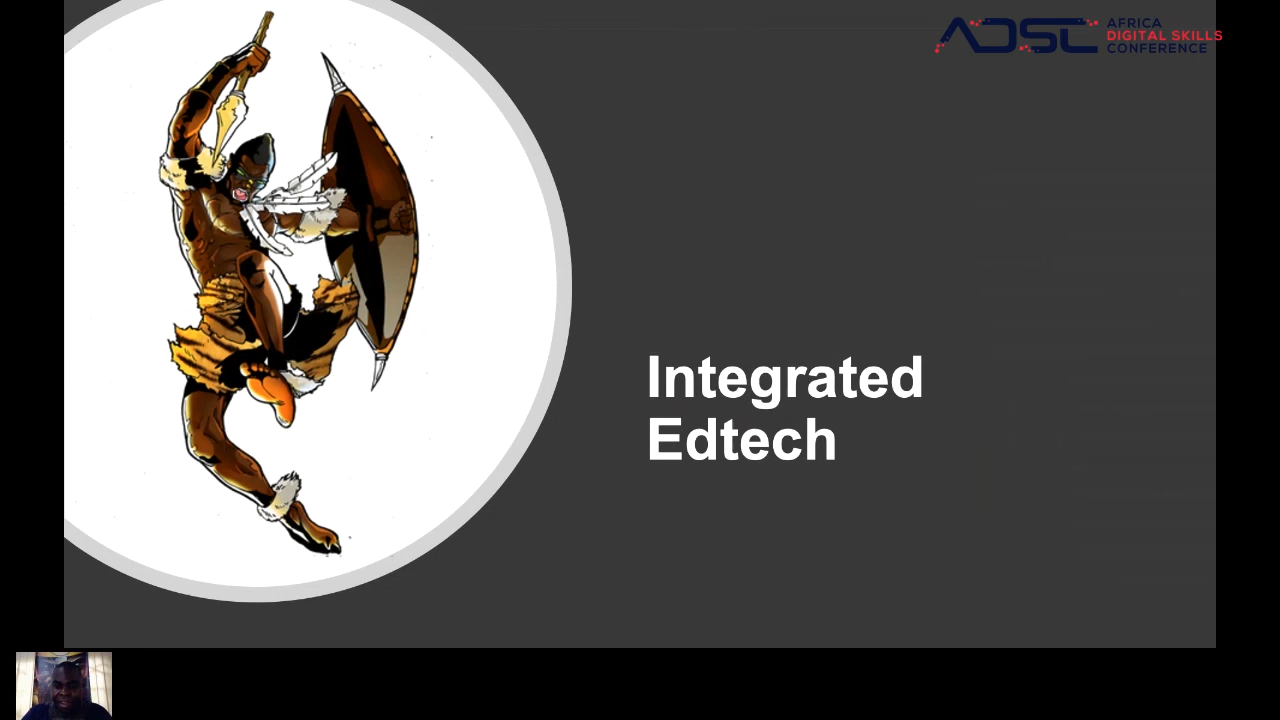 ADSC
AFRICA
DIGITAL SKILLS
CONFERENCE
Integrated
Edtech